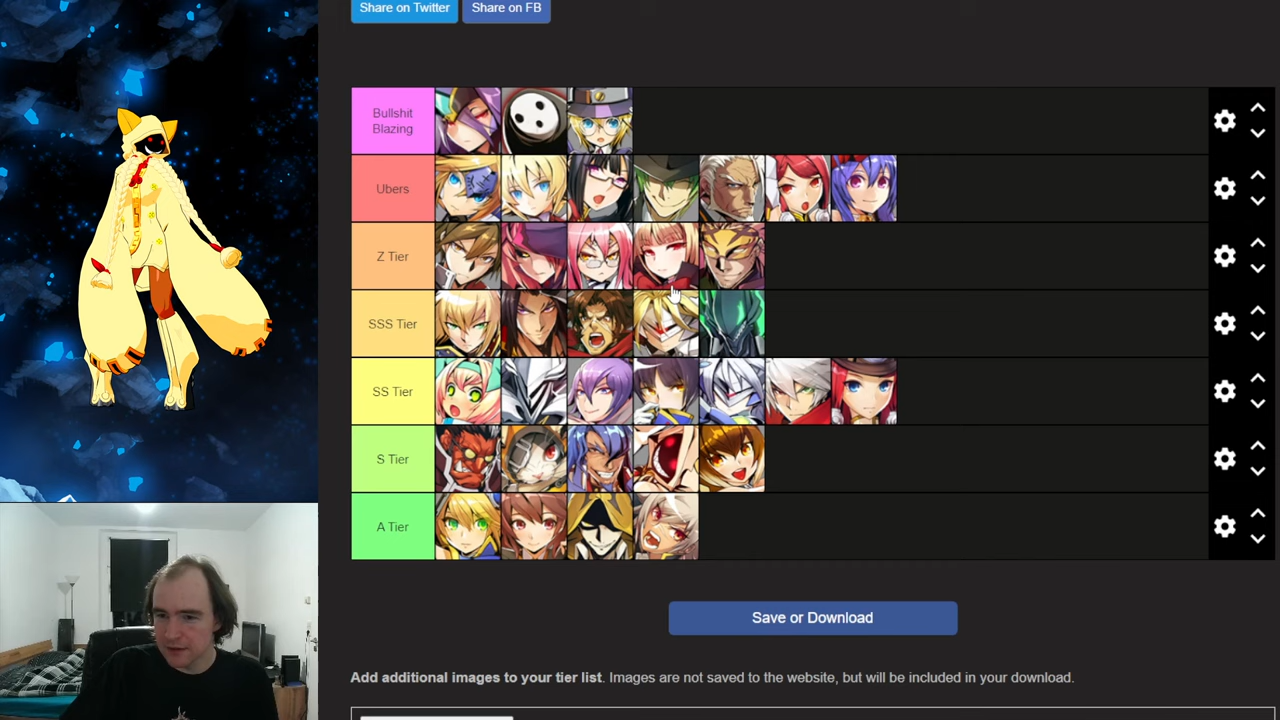 Share on Twitter
Share on FB
Bullshit
Blazing
Ubers
Z Tier
SSS Tier
SS Tier
S Tier
A Tier
Save or Download
Add additional images to your tier list. Images are not saved to the website, but will be included in your download.